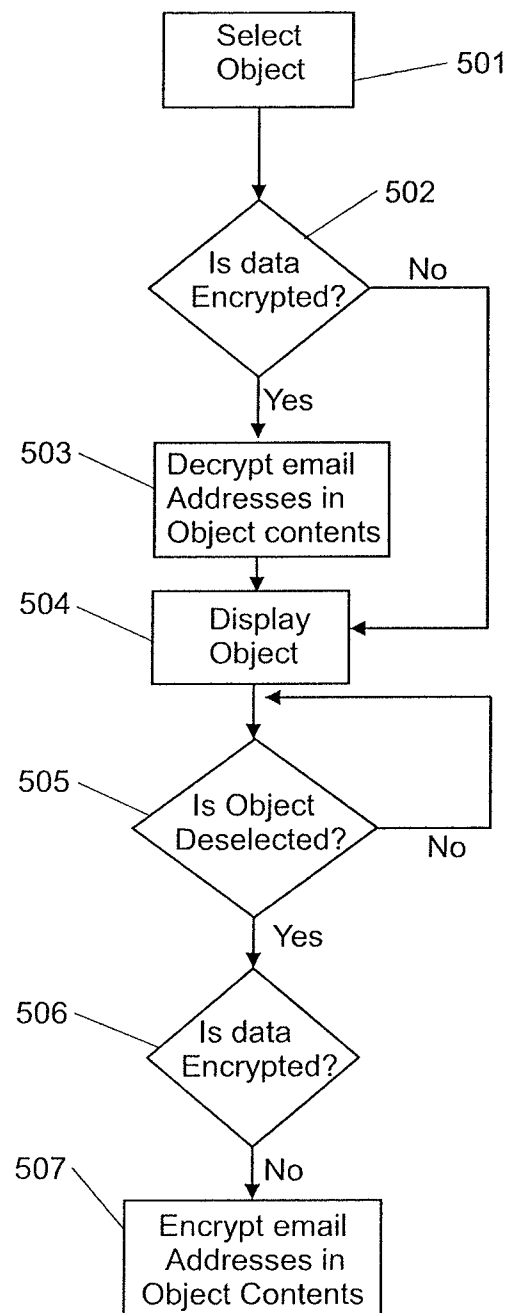 Select
Object
501
502
Is data
Encrypted?
No
Yes
503
Decrypt email
Addresses in
Object contents
504
Display
Object
505
Is Object
Deselected?
No
Yes
506
Is data
Encrypted?
No
507
Encrypt email
Addresses in
Object Contents